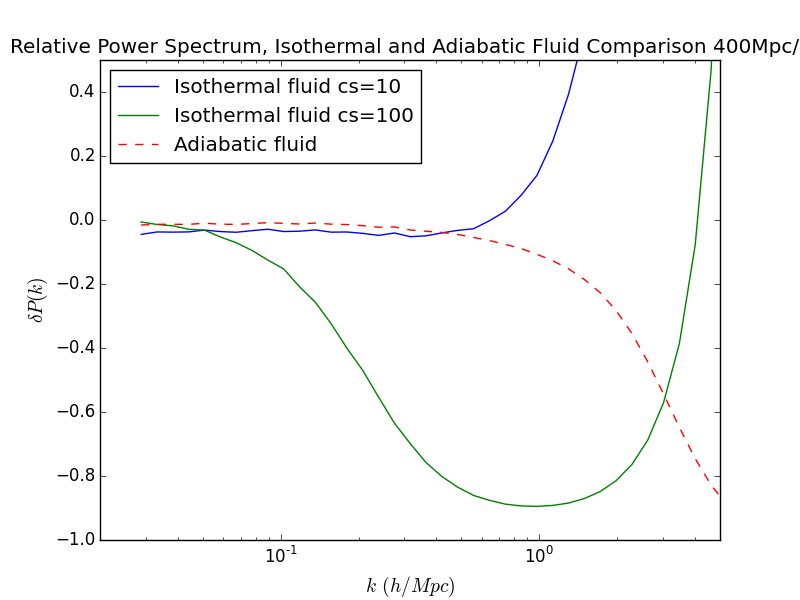 Relative Power Spectrum, Isothermal and Adiabatic Fluid Comparison 400Mpc/
Isothermal fluid cs=10
Isothermal fluid cs=100
Adiabatic fluid
0.4
0.2
0.0
−0.2
−0.4
−0.6
−0.8
−1.0
δP(k)
10⁻¹
10⁰
k (h/Mpc)